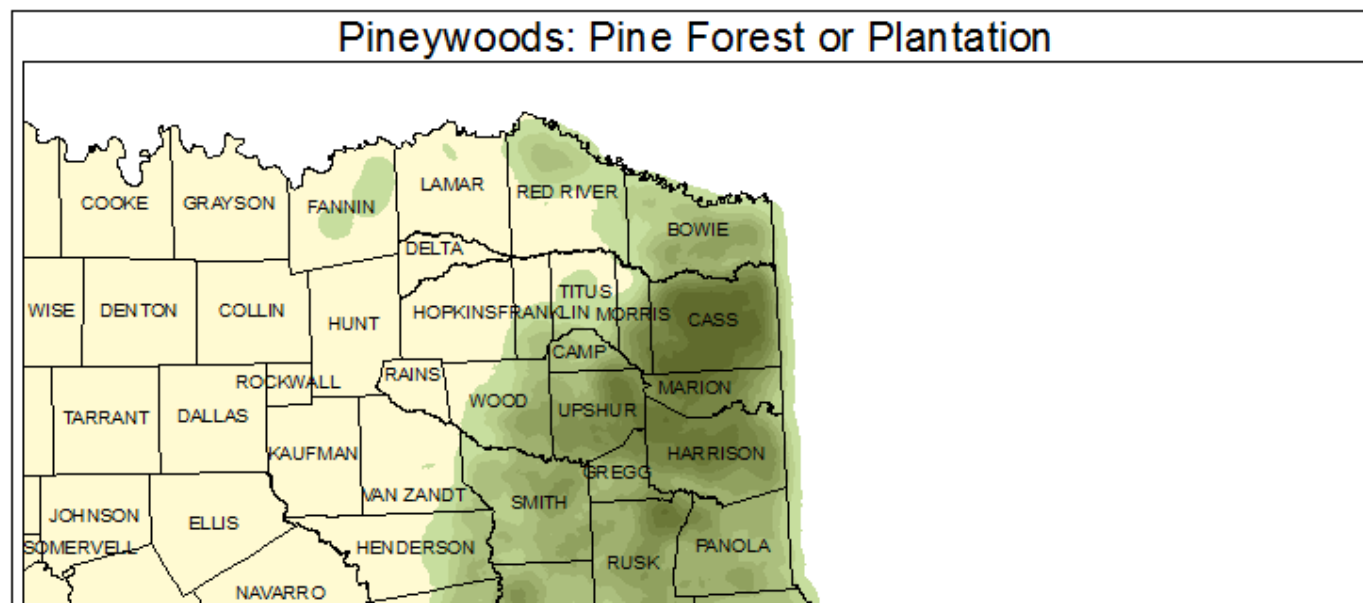 Pineywoods: Pine Forest or Plantation
COOKE
GRAYSON
FANNIN
LAMAR
RED RIVER
BOWIE
DELTA
WISE
DENTON
COLLIN
HUNT
HOPKINS
FRANKLIN
TITUS
MORRIS
CASS
CAMP
ROCKWALL
RAINS
WOOD
UPSHUR
MARION
TARRANT
DALLAS
KAUFMAN
VAN ZANDT
GREGG
HARRISON
JOHNSON
ELLIS
SMITH
SOMERVELL
HENDERSON
RUSK
PANOLA
NAVARRO